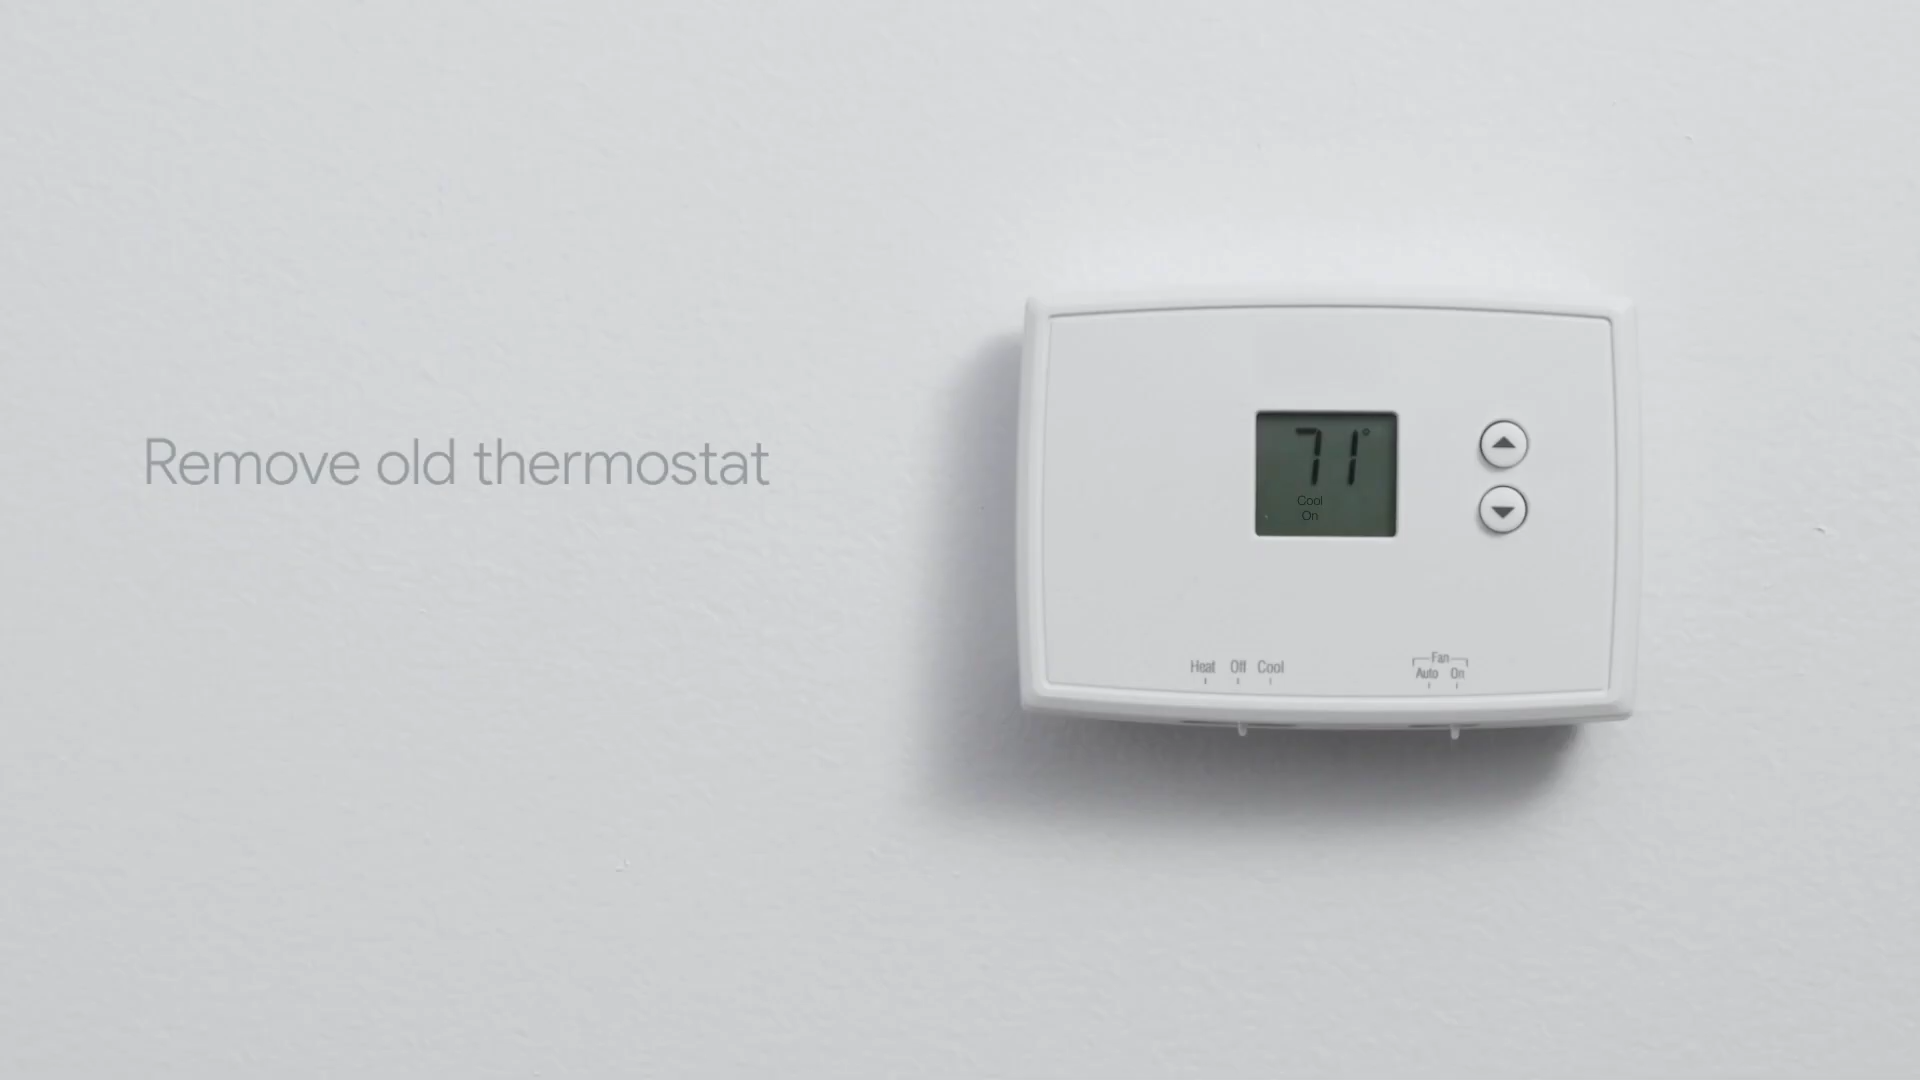 Remove old thermostat
71°
Cool
On
Heat Off Cool
Fan
Auto On